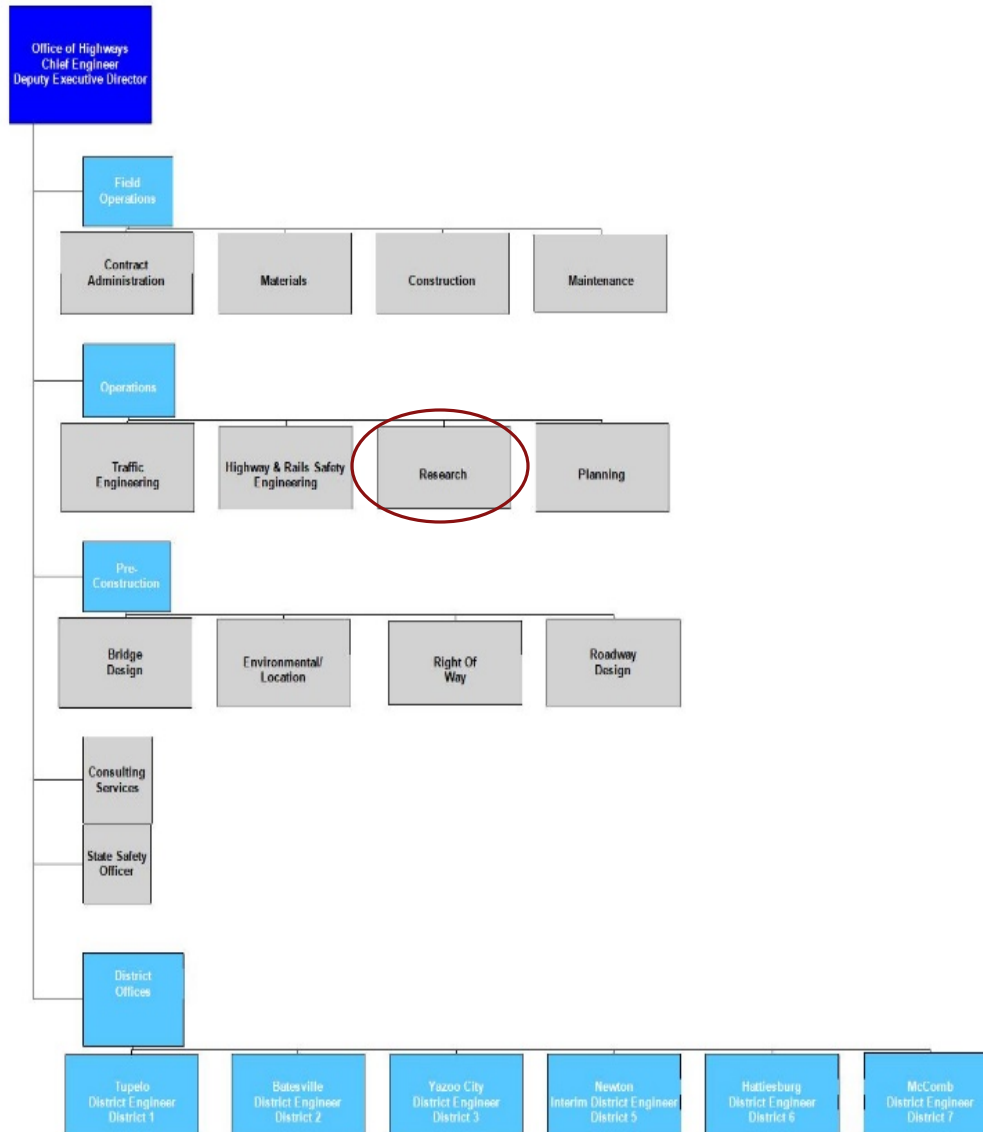 Office of Highways
Chief Engineer
Deputy Executive Director
Field
Operations
Contract
Administration
Materials
Construction
Maintenance
Operations
Traffic
Engineering
Highway & Rails Safety
Engineering
Research
Planning
Pre-
Construction
Bridge
Design
Environmental/
Location
Right Of
Way
Roadway
Design
Consulting
Services
State Safety
Officer
District
Offices
Tupelo
District Engineer
District 1
Batesville
District Engineer
District 2
Yazoo City
District Engineer
District 3
Newton
Interim District Engineer
District 5
Hattiesburg
District Engineer
District 6
McComb
District Engineer
District 7